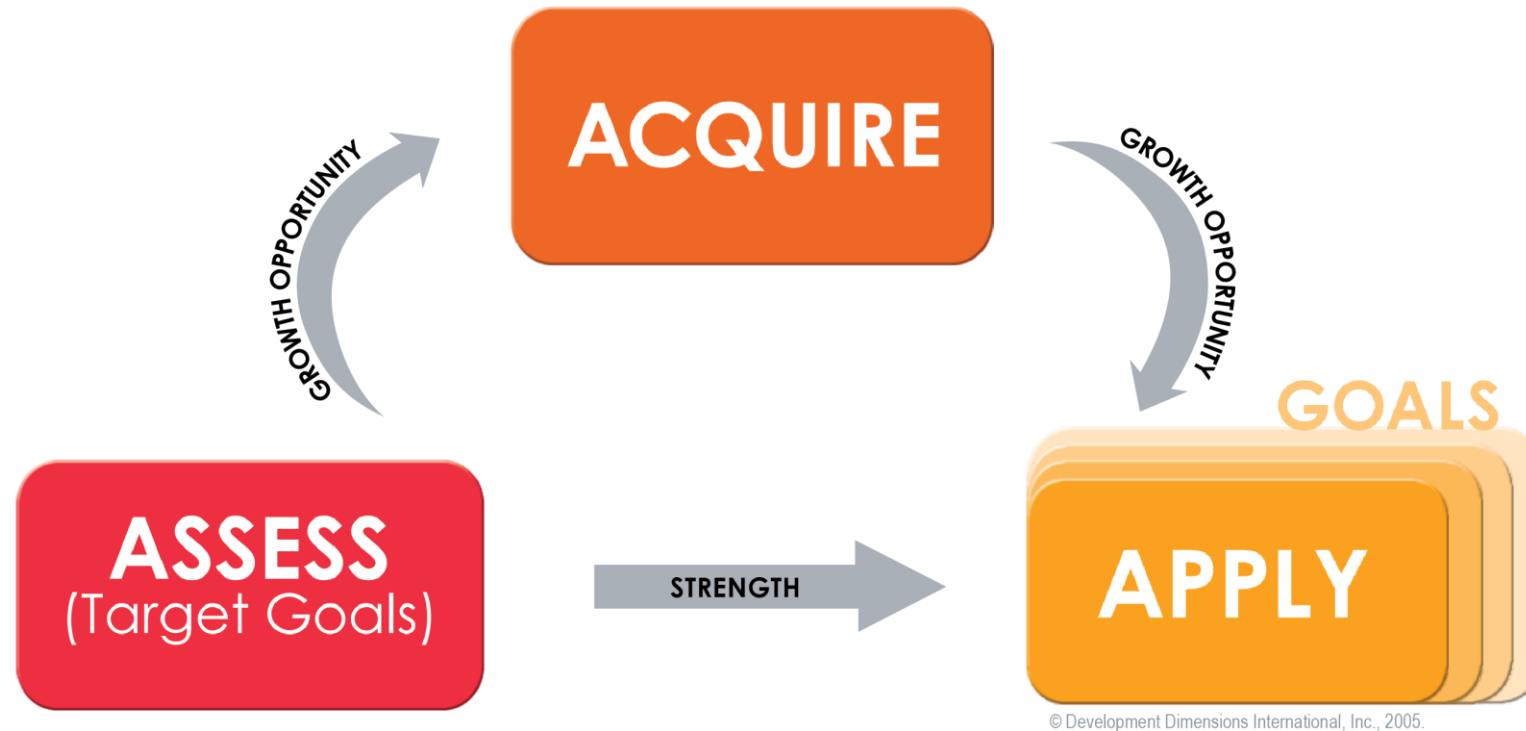 ACQUIRE
GROWTH OPPORTUNITY
GROWTH OPPORTUNITY
GOALS
ASSESS
(Target Goals)
STRENGTH
APPLY
© Development Dimensions International, Inc., 2005.